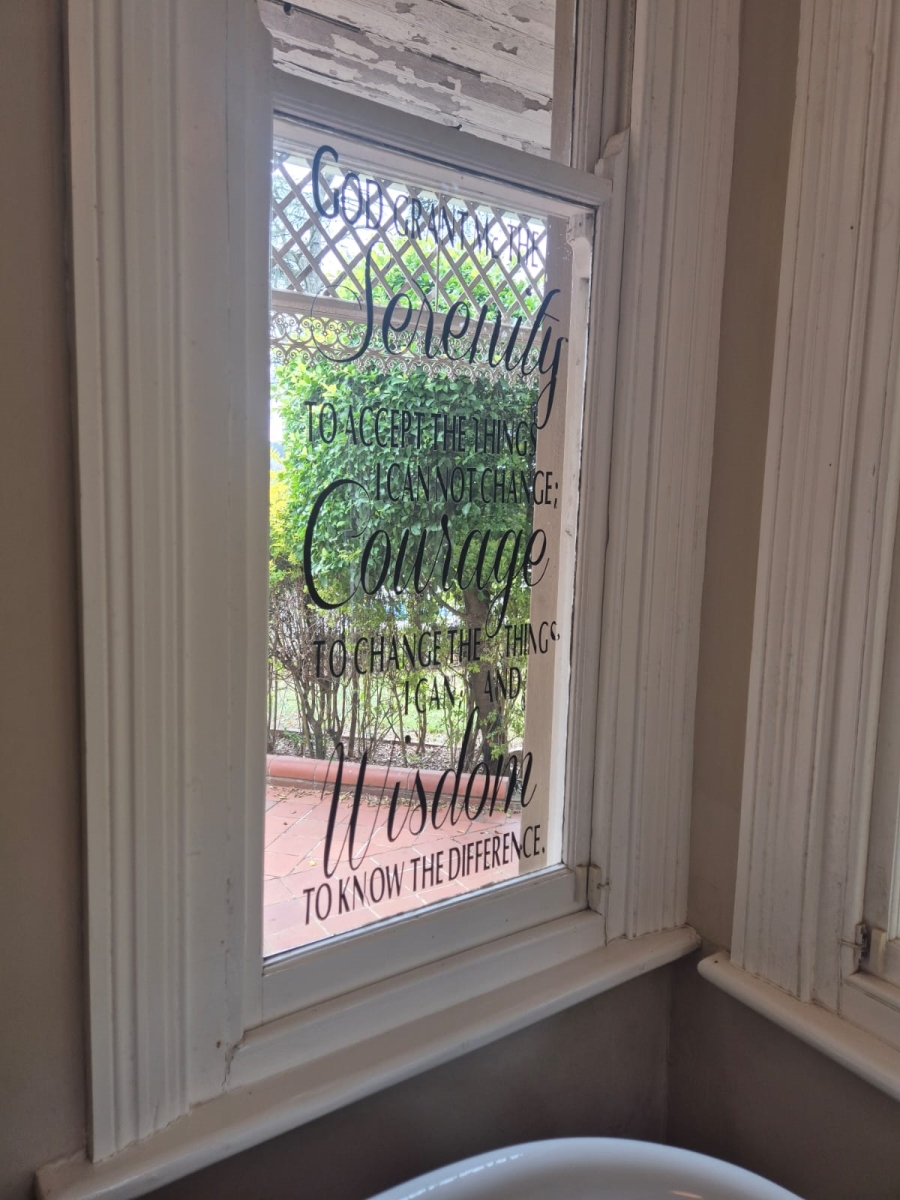 GOD GRANT ME THE
Serenity
TO ACCEPT THE THINGS
I CAN NOT CHANGE;
Courage
TO CHANGE THE THINGS
I CAN, AND
Wisdom
TO KNOW THE DIFFERENCE.